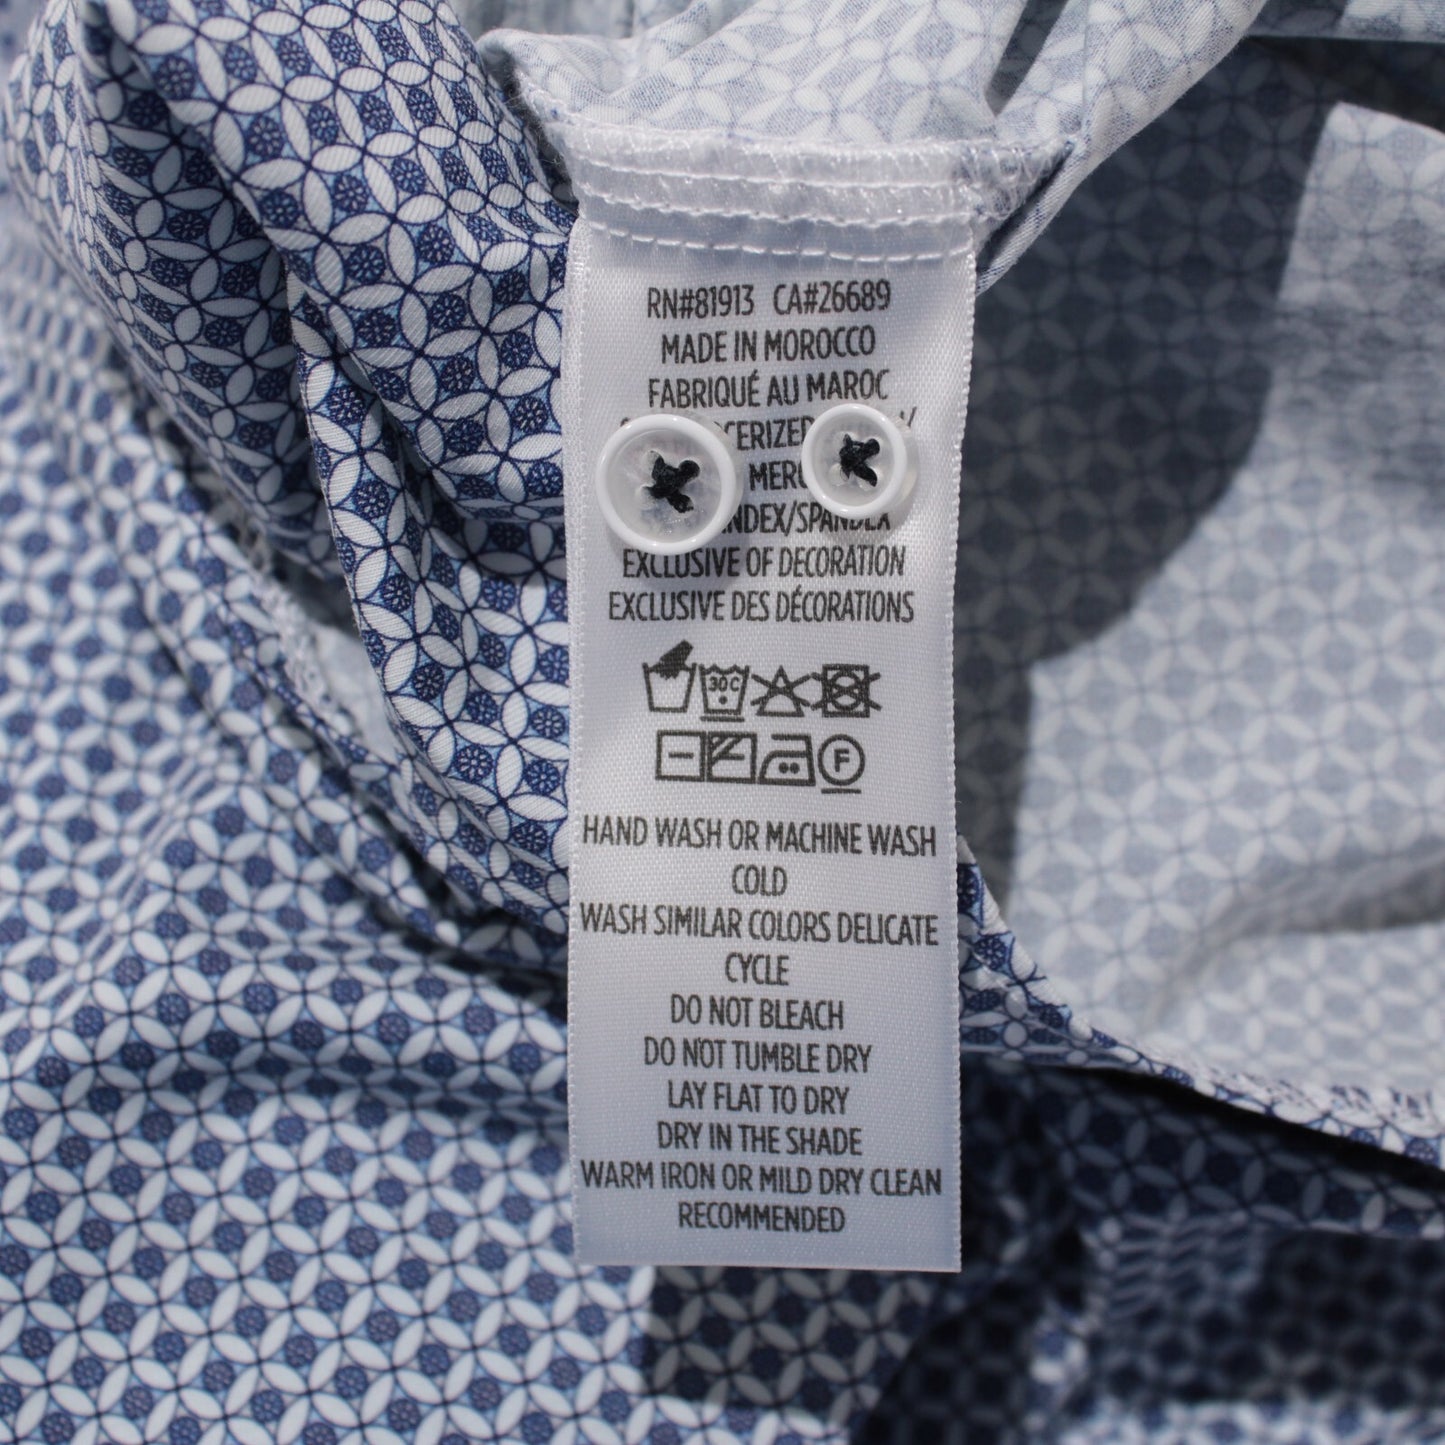 RN#81913 CA#26689
MADE IN MOROCCO
FABRIQUÉ AU MAROC
EXCLUSIVE OF DECORATION
EXCLUSIVE DES DÉCORATIONS
30C
F
HAND WASH OR MACHINE WASH
COLD
WASH SIMILAR COLORS DELICATE
CYCLE
DO NOT BLEACH
DO NOT TUMBLE DRY
LAY FLAT TO DRY
DRY IN THE SHADE
WARM IRON OR MILD DRY CLEAN
RECOMMENDED